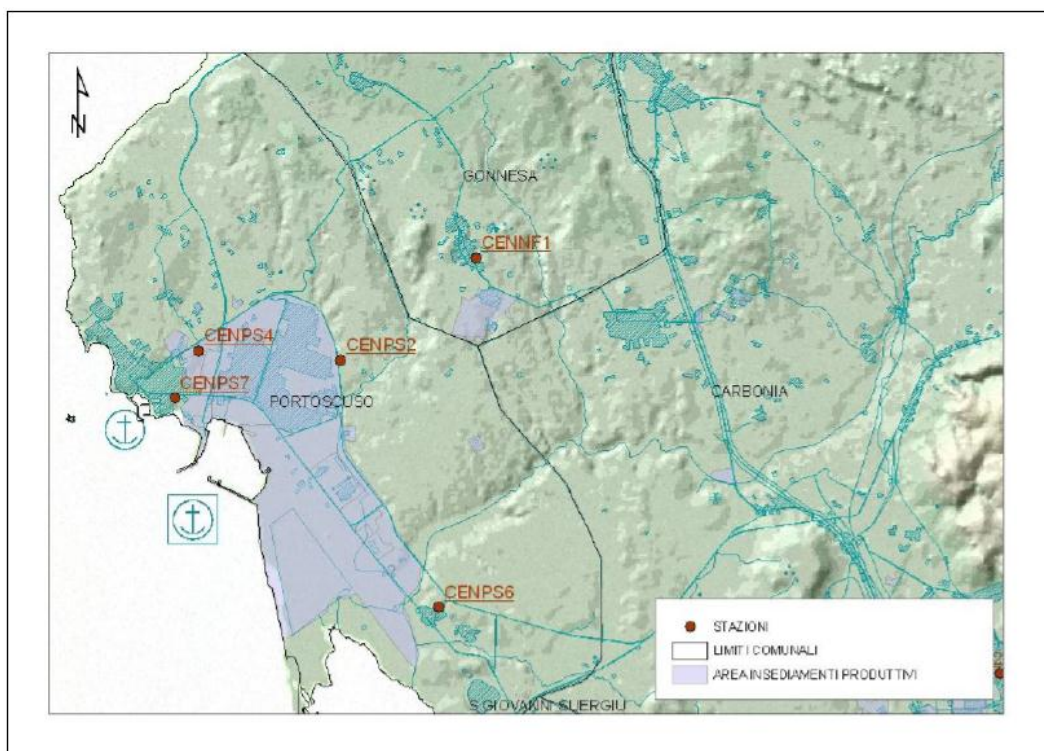 N
GONNESA
CENNF1
CENPS4
CENPS2
CENPS7
PORTOSCUSO
CARBONIA
CENPS6
S.GIOVANNI SUERGIU
STAZIONI
LIMITI COMUNALI
AREA INSEDIAMENTI PRODUTTIVI